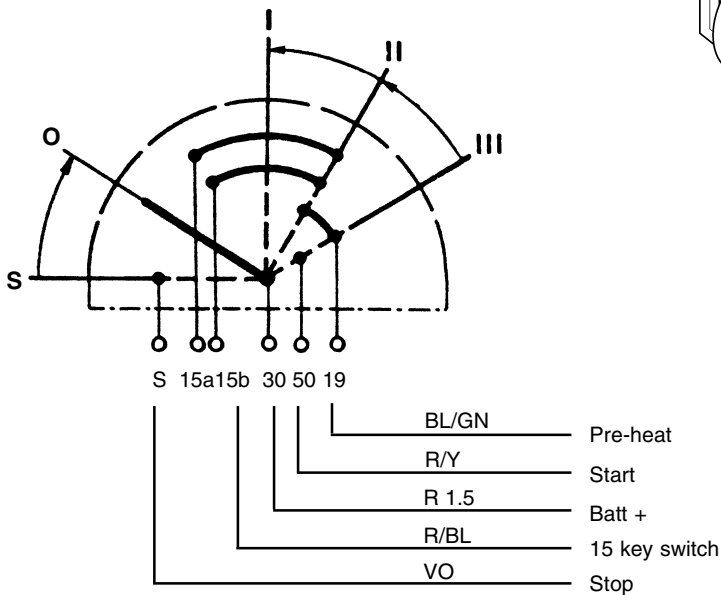 I
II
O
III
S
S 15a15b 30 50 19
BL/GN Pre-heat
R/Y Start
R 1.5 Batt +
R/BL 15 key switch
VO Stop